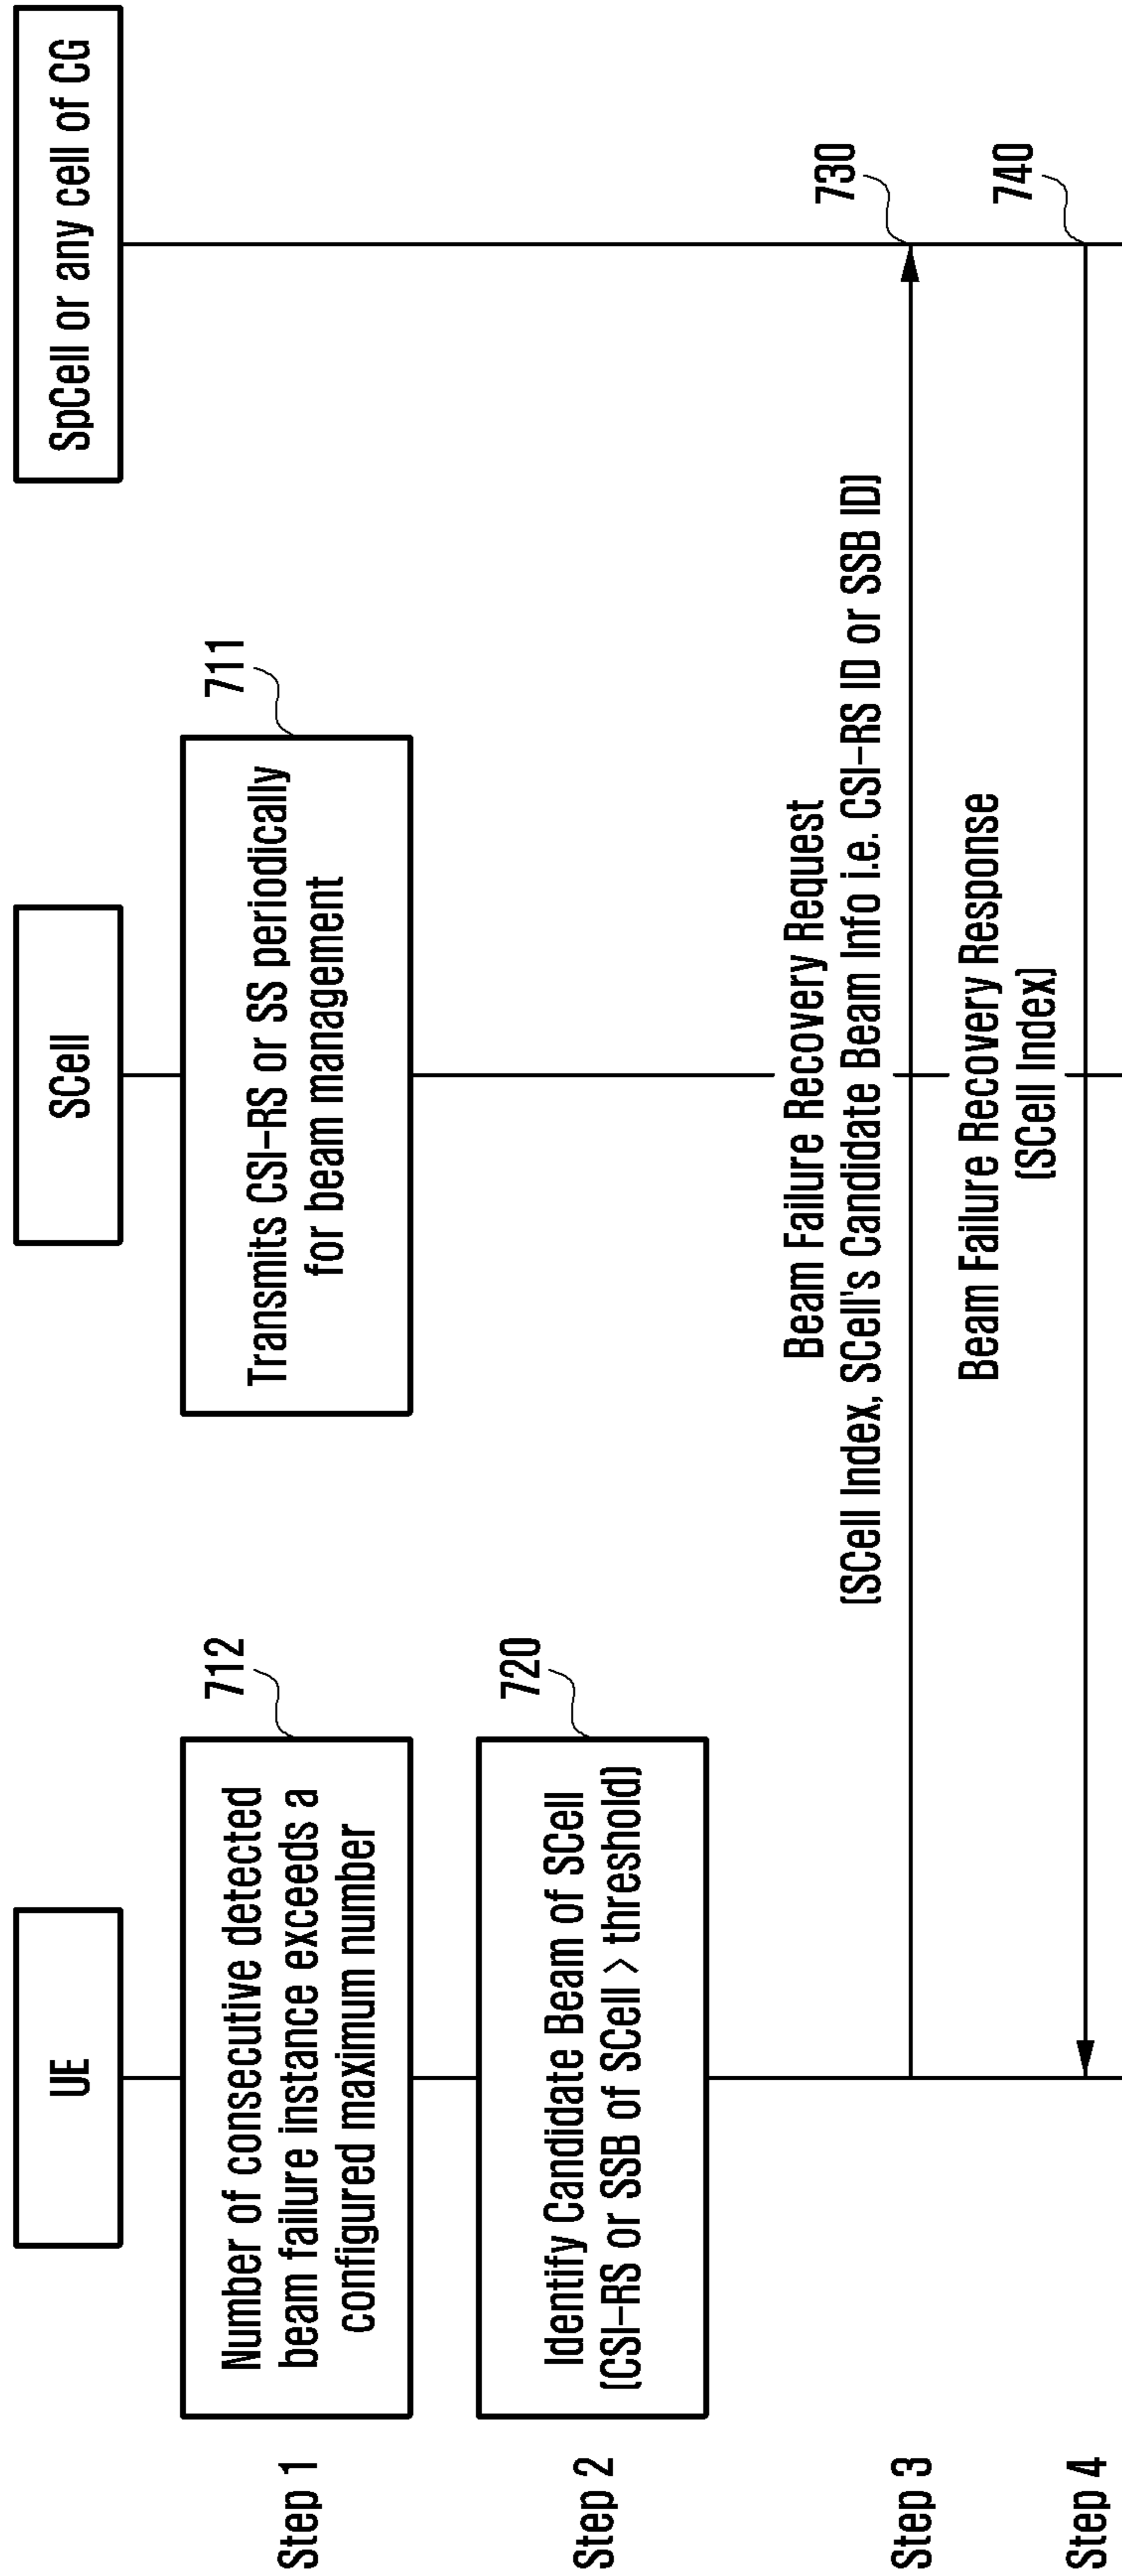 UE
SCell
SpCell or any cell of CG
Step 1
712
Number of consecutive detected
beam failure instance exceeds a
configured maximum number
711
Transmits CSI-RS or SS periodically
for beam management
Step 2
720
Identify Candidate Beam of SCell
(CSI-RS or SSB of SCell > threshold)
Step 3
Beam Failure Recovery Request
(SCell Index, SCell's Candidate Beam Info i.e. CSI-RS ID or SSB ID)
730
Step 4
Beam Failure Recovery Response
(SCell Index)
740